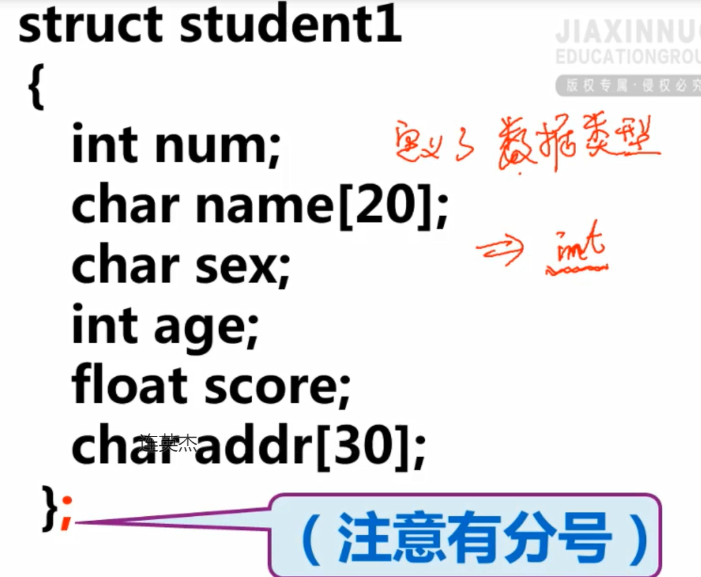 struct student1
JIAXINNUO
EDUCATIONGROU
版权专属·侵权必究
{
int num;
定义了 数据类型
char name[20];
⇒ int
char sex;
int age;
float score;
char addr[30];
连英杰
};
（注意有分号）